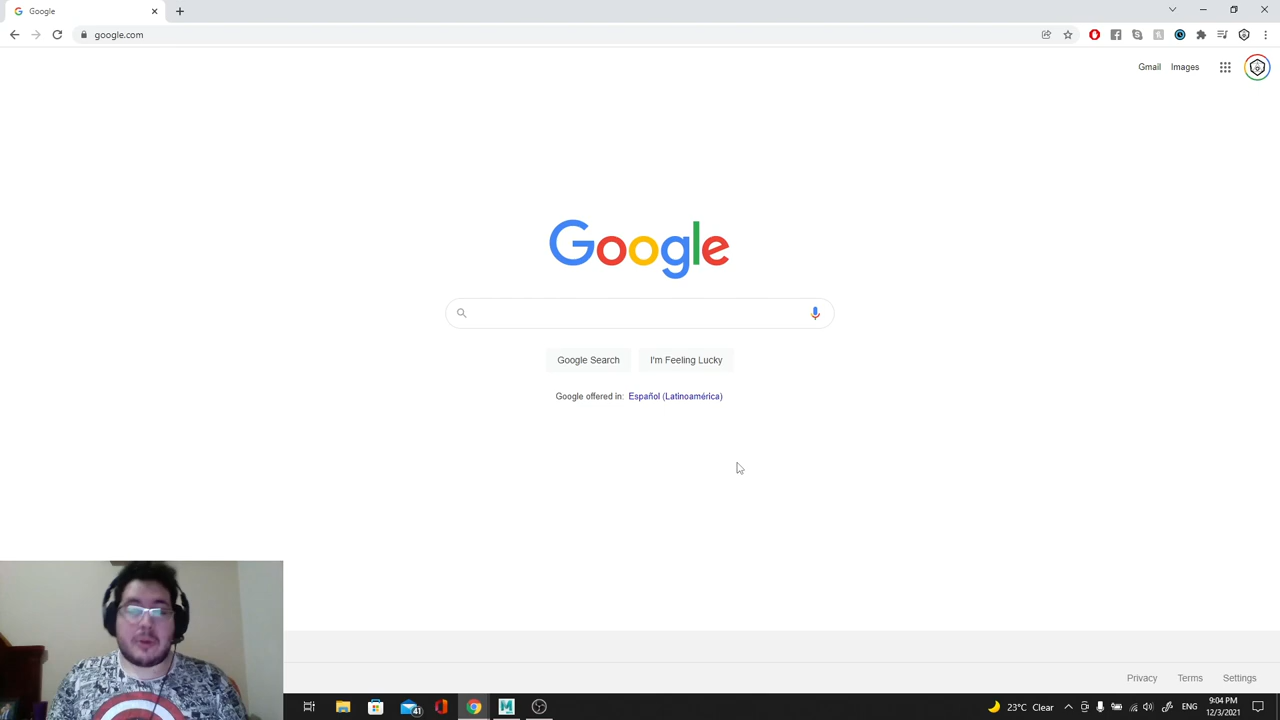 Google
google.com
Gmail
Images
Google
Google Search
I'm Feeling Lucky
Google offered in: Español (Latinoamérica)
Privacy
Terms
Settings
41
23°C Clear
ENG
9:04 PM
12/3/2021